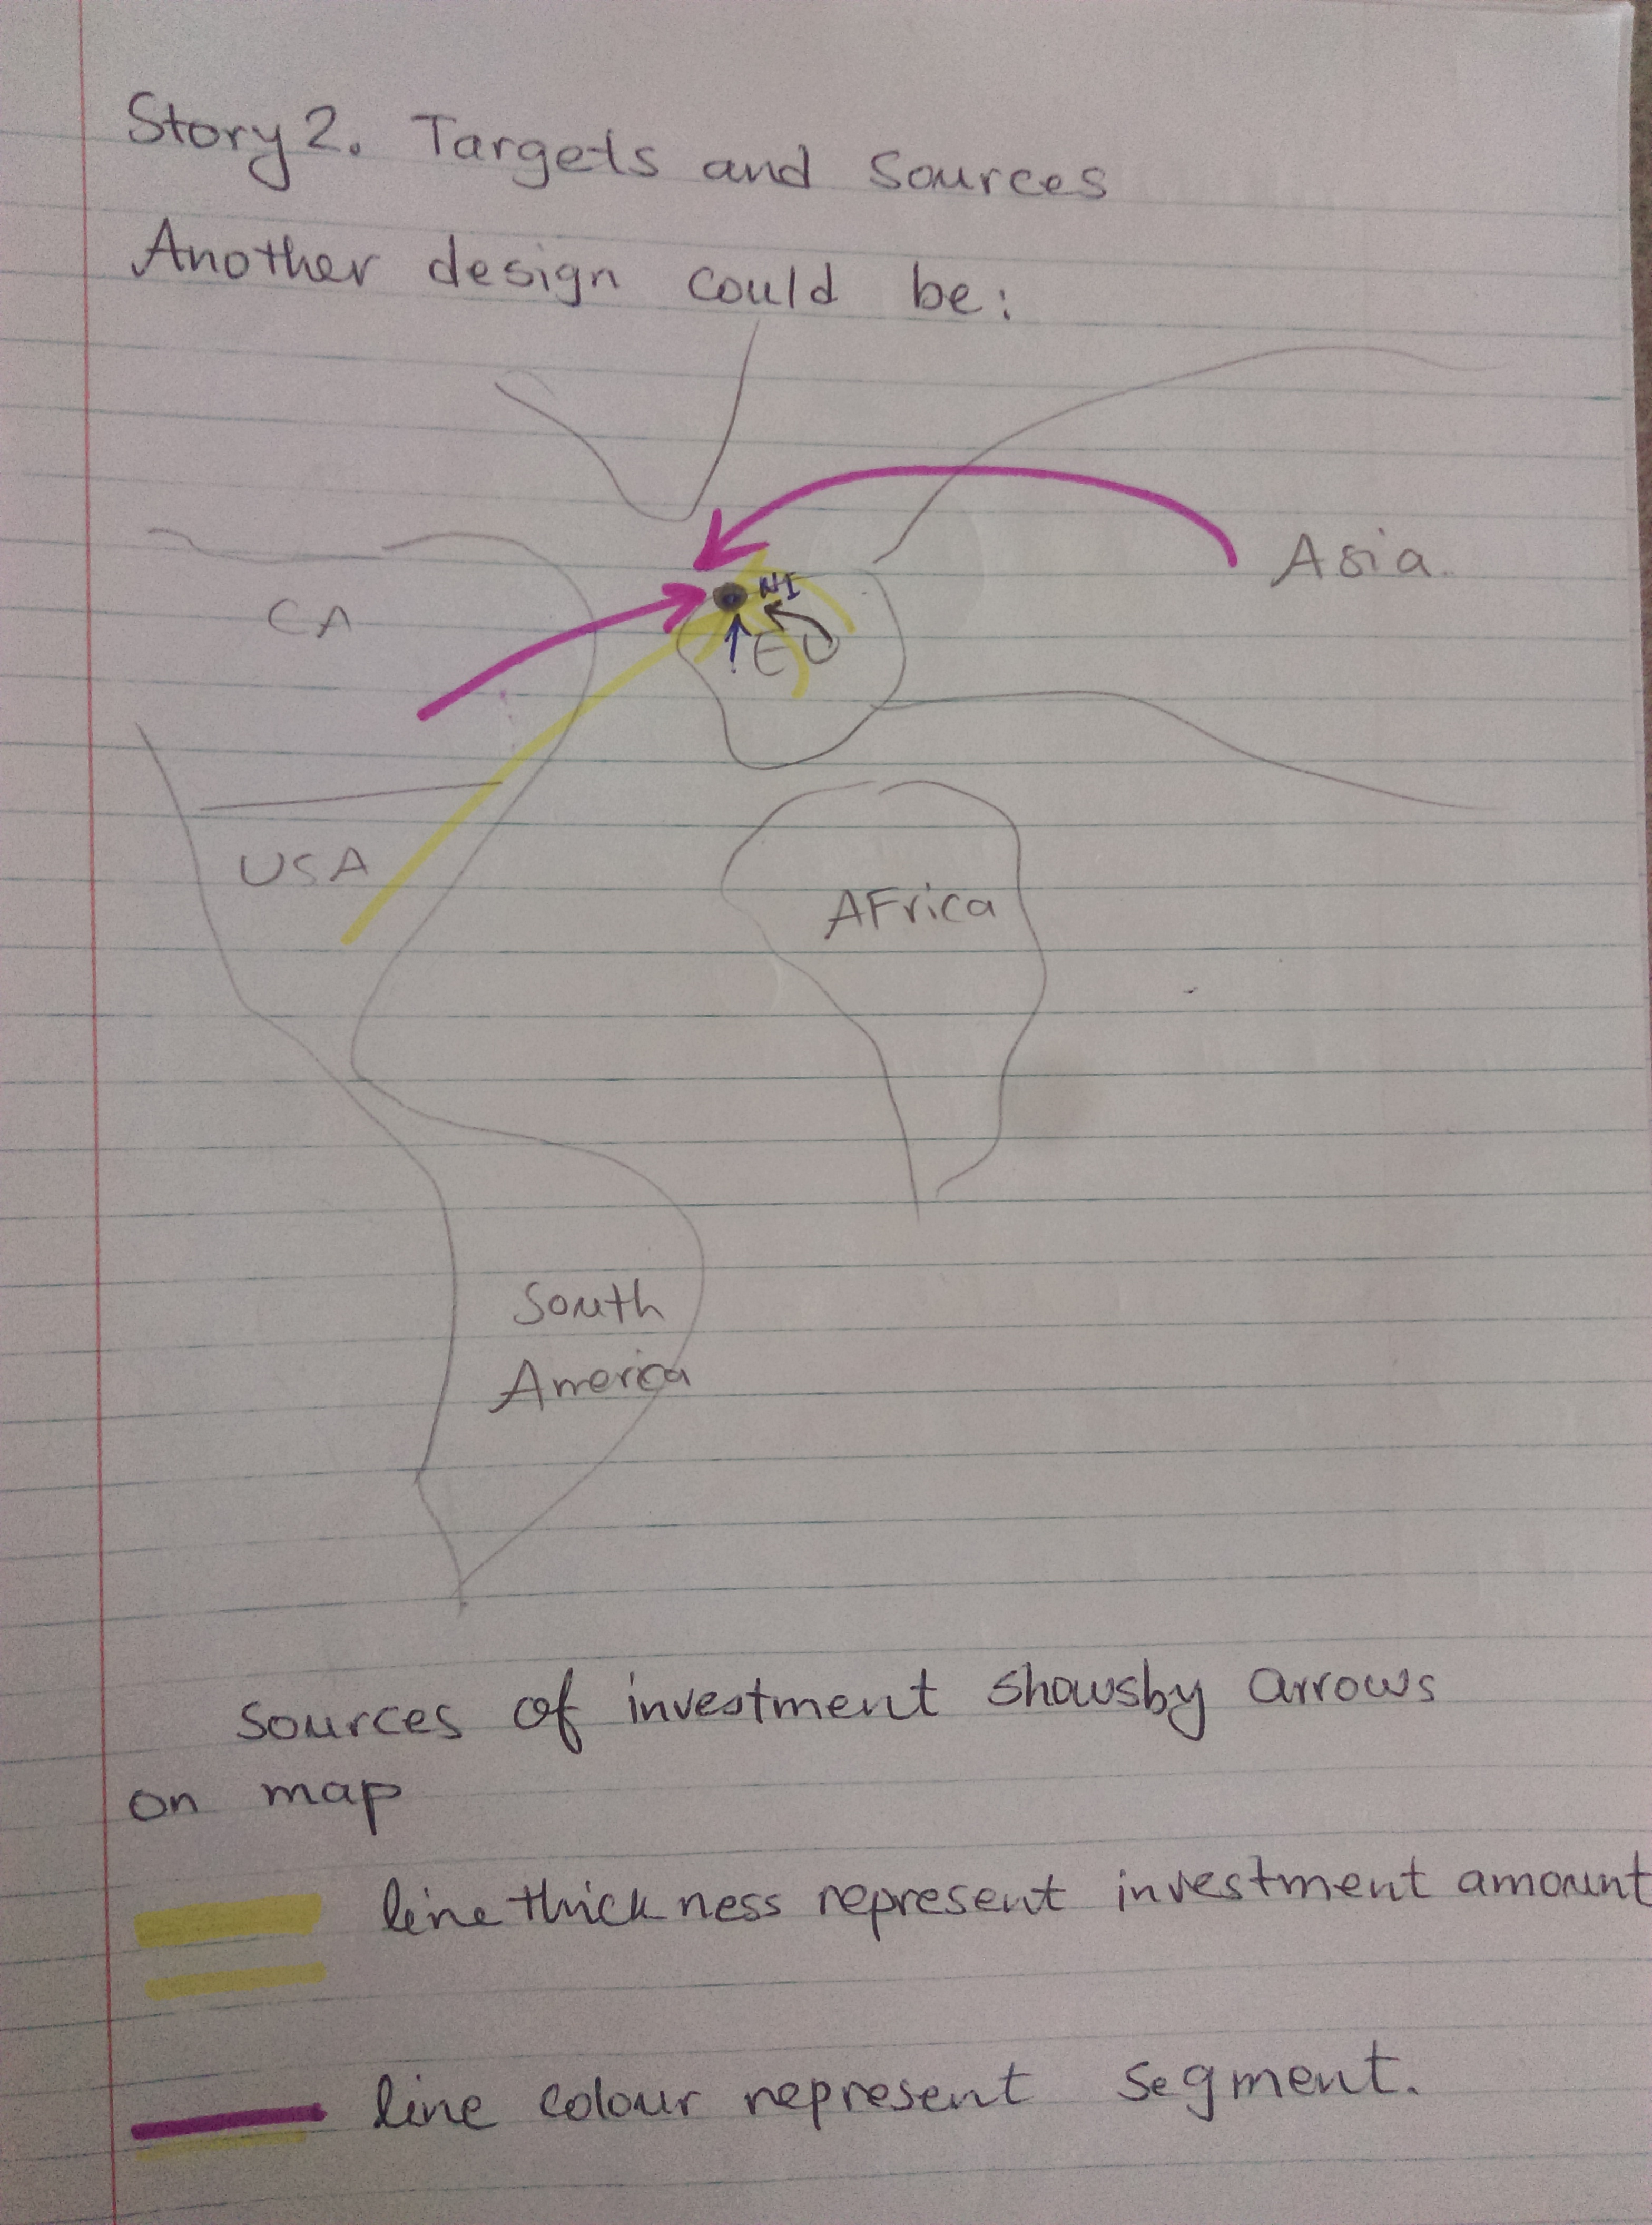 Story 2. Targets and Sources
Another design could be:
Asia
NI
CA
EU
USA
AFrica
South
America
Sources of investment showsby arrows
on map
line thickness represent investment amount
line colour represent segment.